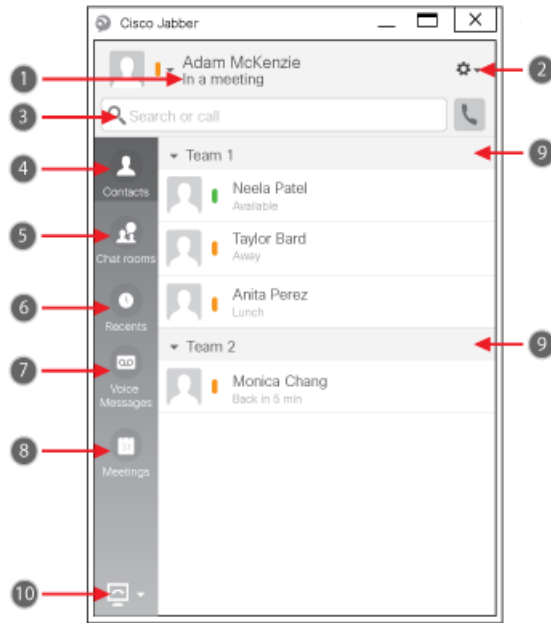 Cisco Jabber
Adam McKenzie
1
In a meeting
2
3
Search or call
4
Contacts
Team 1
9
Neela Patel
Available
5
Chat rooms
Taylor Bard
Away
6
Recents
Anita Perez
Lunch
Team 2
9
7
Voice
Messages
Monica Chang
Back in 5 min
8
31
Meetings
10